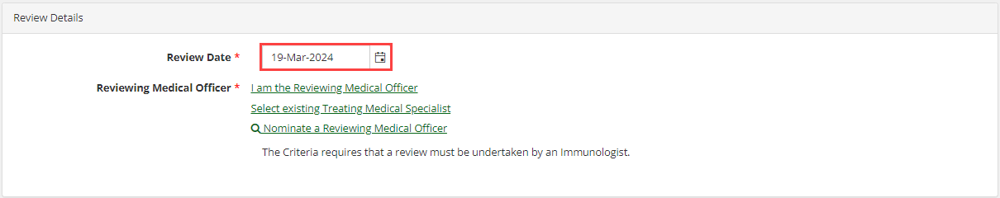 Review Details
Review Date * 19-Mar-2024
Reviewing Medical Officer * I am the Reviewing Medical Officer
Select existing Treating Medical Specialist
Nominate a Reviewing Medical Officer
The Criteria requires that a review must be undertaken by an Immunologist.